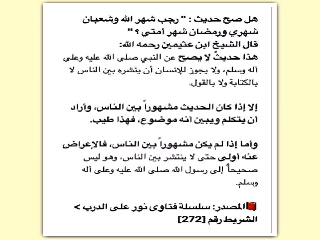 هل صح حديث : " رجب شهر الله وشعبان
شهري ورمضان شهر أمتي ؟ "
قال الشيخ ابن عثيمين رحمه الله:
هذا حديثٌ لا يصح عن النبي صلى الله عليه وعلى
آله وسلم، ولا يجوز للإنسان أن ينشره بين الناس لا
بالكتابة ولا بالقول.
إلا إذا كان الحديث مشهوراً بين الناس، وأراد
أن يتكلم ويبين أنه موضوع، فهذا طيب.
وأما إذا لم يكن مشهوراً بين الناس، فالإعراض
عنه أولى حتى لا ينتشر بين الناس، وهو ليس
صحيحاً إلى رسول الله صلى الله عليه وعلى آله
وسلم.
المصدر: سلسلة فتاوى نور على الدرب >
الشريط رقم [272]